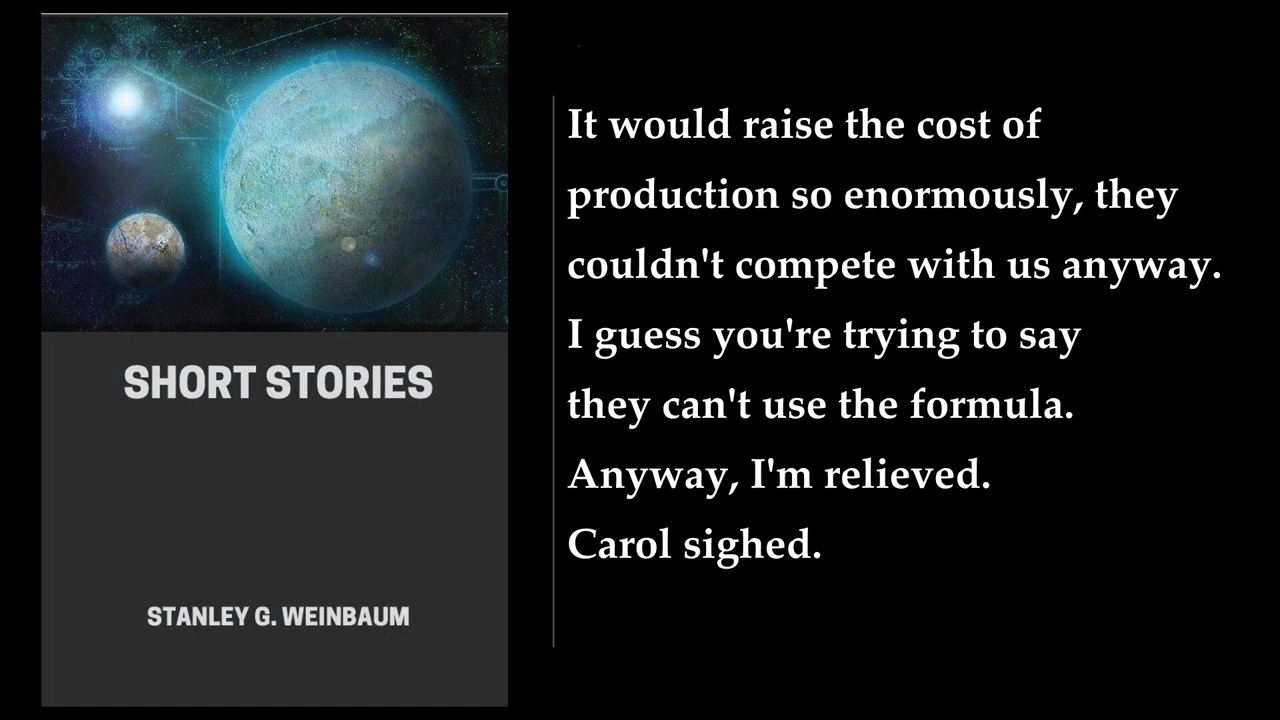 SHORT STORIES
STANLEY G. WEINBAUM
It would raise the cost of
production so enormously, they
couldn't compete with us anyway.
I guess you're trying to say
they can't use the formula.
Anyway, I'm relieved.
Carol sighed.